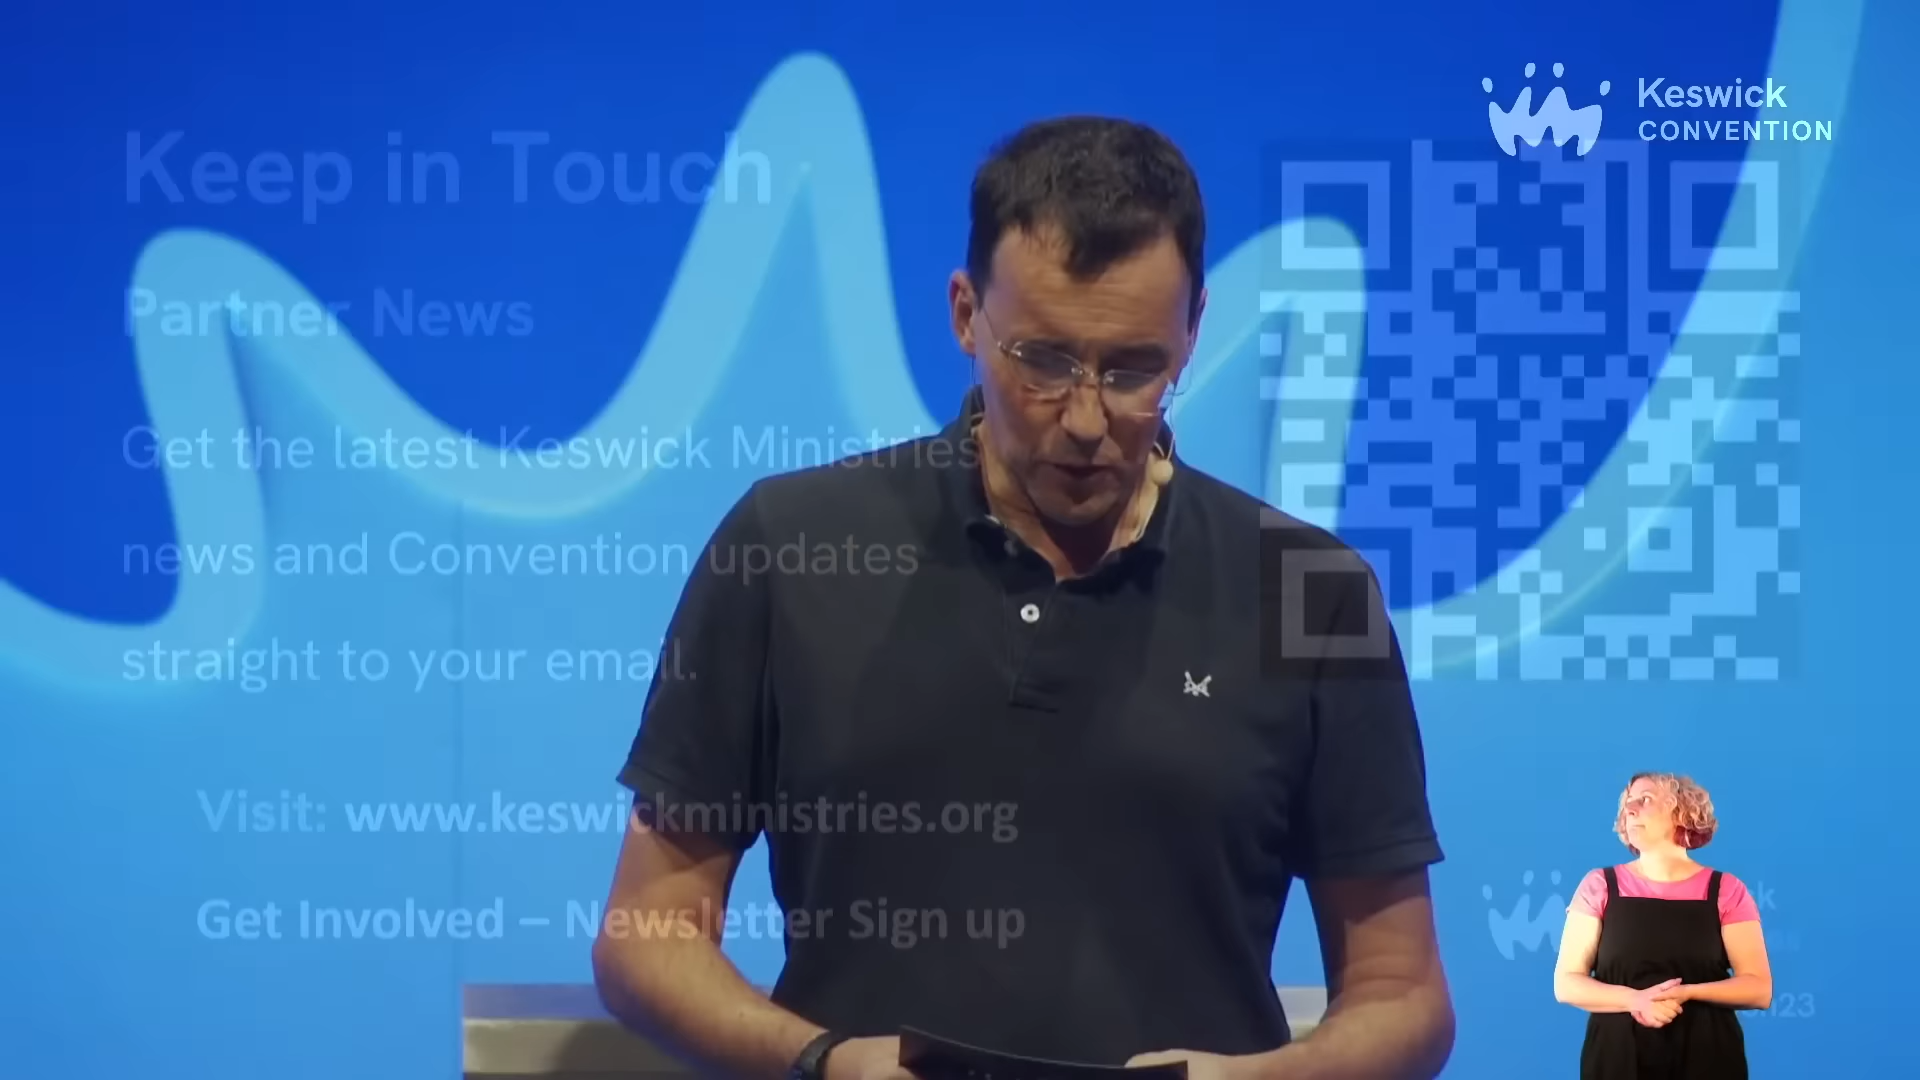 Keswick
CONVENTION
Keep in Touch
Partner News
Get the latest Keswick Ministries
news and Convention updates
straight to your email.
Visit: www.keswickministries.org
Get Involved – Newsletter Sign up